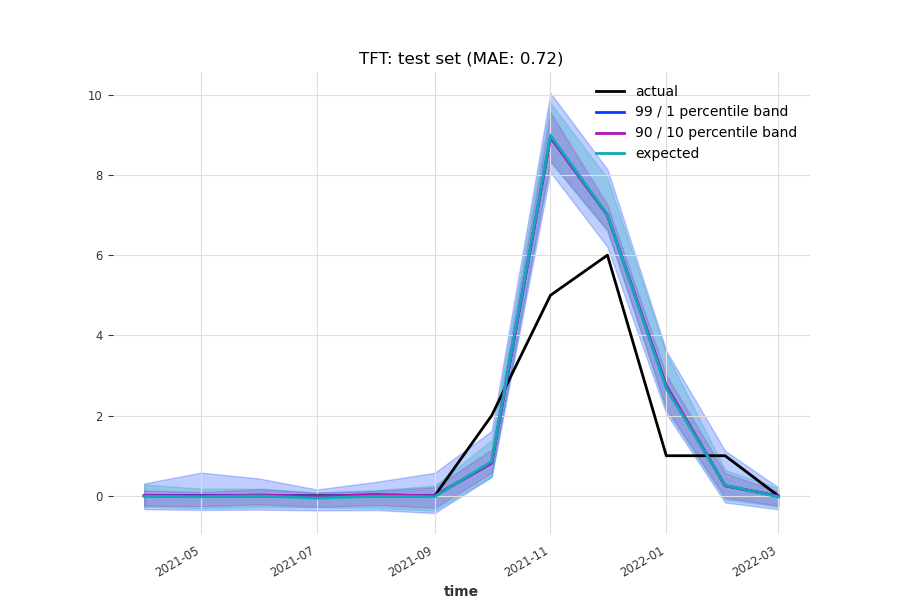 TFT: test set (MAE: 0.72)
actual
99 / 1 percentile band
90 / 10 percentile band
expected
10
8
6
4
2
0
2021-05
2021-07
2021-09
2021-11
2022-01
2022-03
time